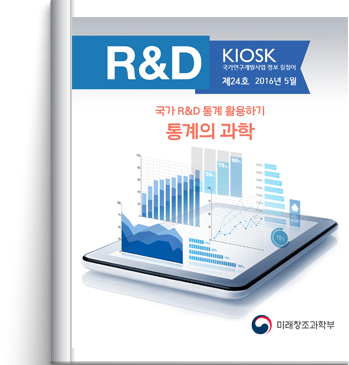 R&D
KIOSK
국가연구개발사업 정보 길잡이
제24호 2016년 5월
국가 R&D 통계 활용하기
통계의 과학
미래창조과학부